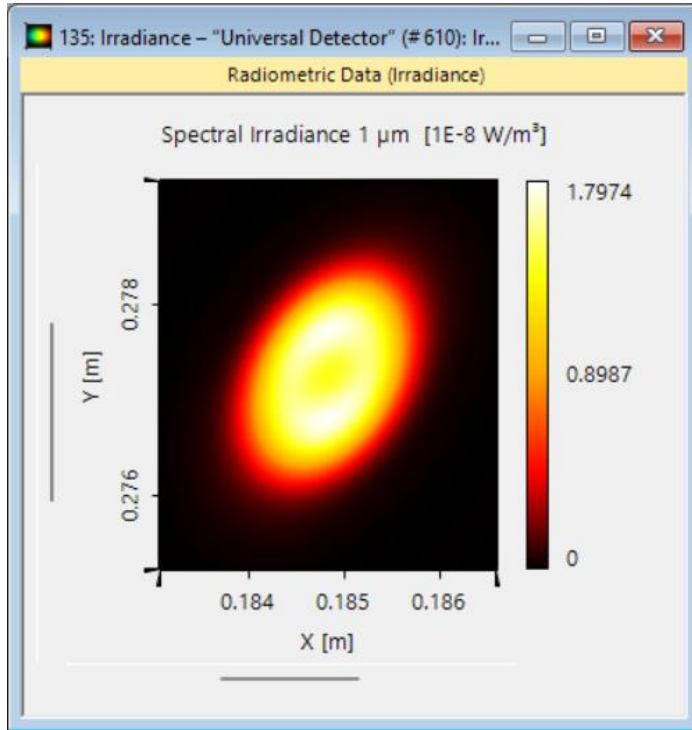 135: Irradiance – "Universal Detector" (# 610): Ir...
Radiometric Data (Irradiance)
Spectral Irradiance 1 µm [1E-8 W/m³]
1.7974
0.8987
0
0.278
0.276
Y [m]
0.184 0.185 0.186
X [m]